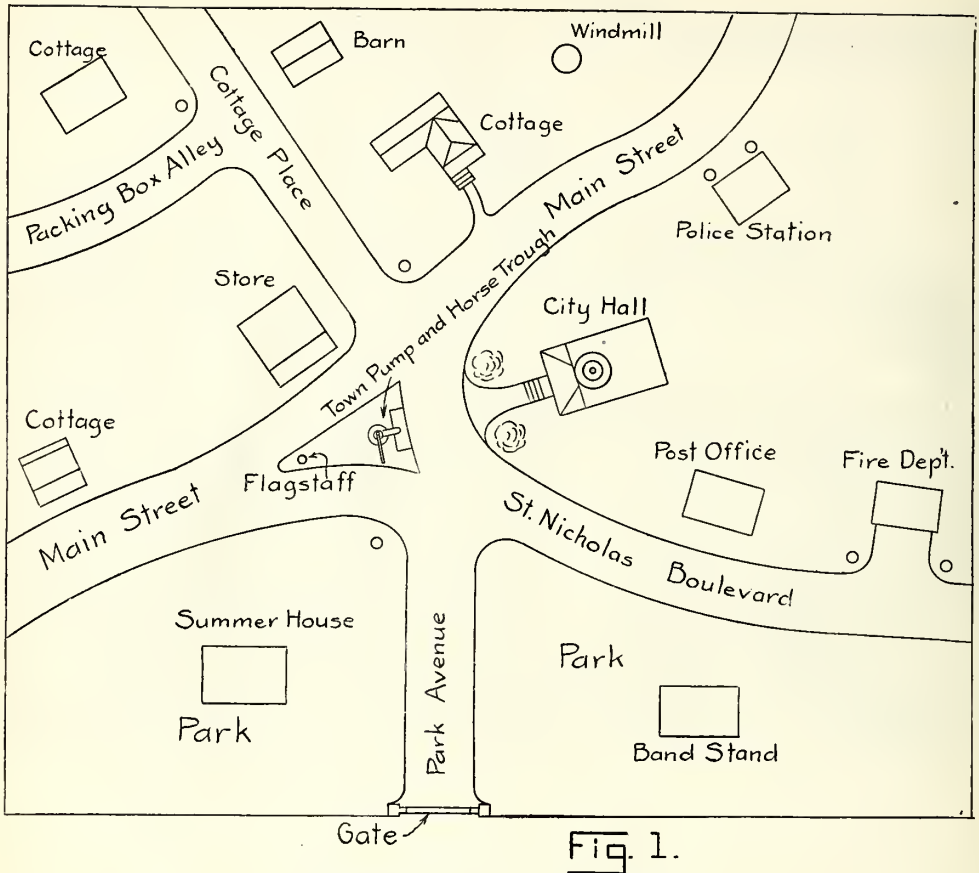 Cottage
Barn
Windmill
Cottage Place
Cottage
Packing Box Alley
Main Street
Police Station
Store
Town Pump and Horse Trough
City Hall
Cottage
Flagstaff
Post Office
Fire Dep't.
Main Street
St. Nicholas Boulevard
Summer House
Park
Park Avenue
Park
Band Stand
Gate
Fig. 1.